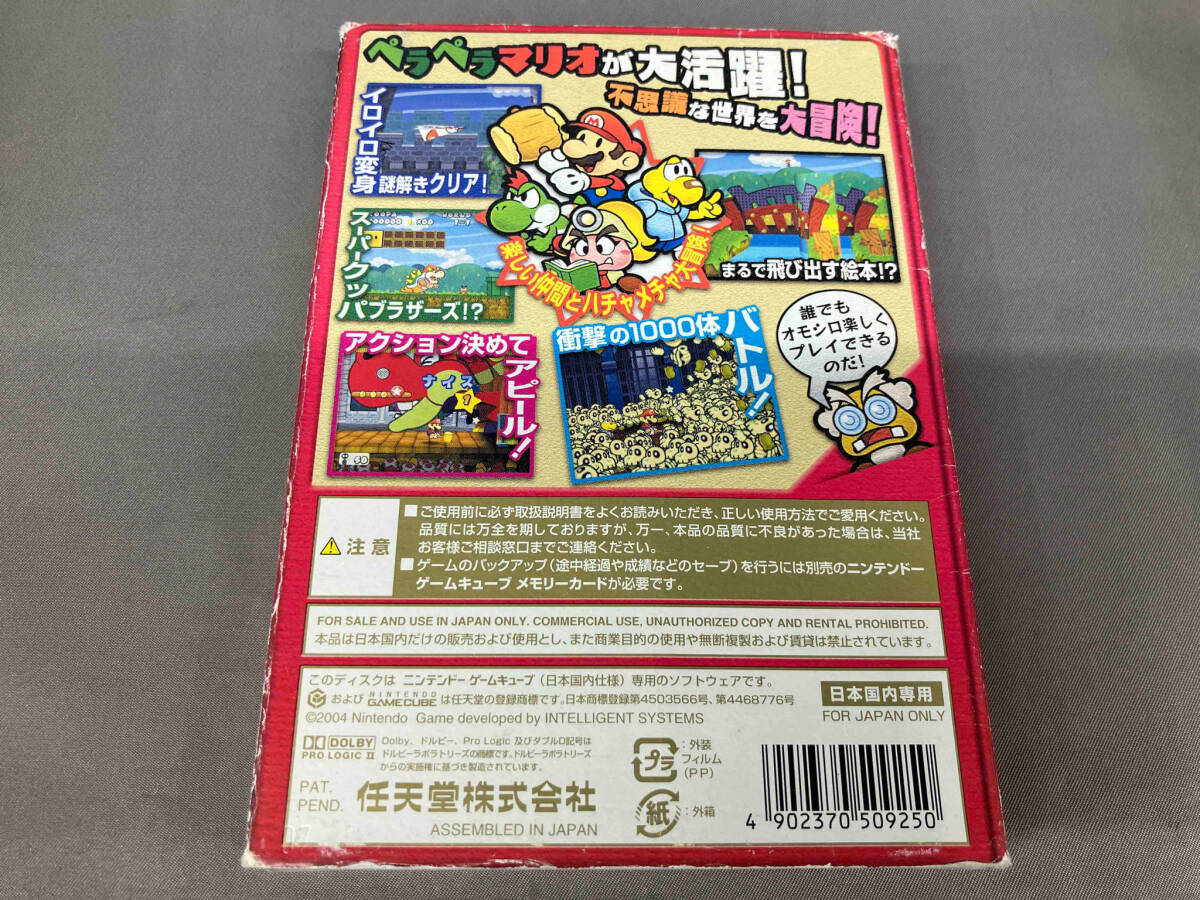 ペラペラマリオが大活躍!
不思議な世界を大冒険!
イロイロ変身
謎解きクリア!
スーパークッパブラザーズ!?
楽しい仲間とハチャメチャ大冒険!
まるで飛び出す絵本!?
誰でも
オモシロ楽しく
プレイできる
のだ!
アクション決めて
アピール!
ナイス
1
衝撃の1000体
バトル!
注意
■ご使用前に必ず取扱説明書をよくお読みいただき、正しい使用方法でご愛用ください。
品質には万全を期しておりますが、万一、本品の品質に不良があった場合は、当社
お客様ご相談窓口までご連絡ください。
■ゲームのバックアップ(途中経過や成績などのセーブ)を行うには別売のニンテンドー
ゲームキューブ メモリーカードが必要です。
FOR SALE AND USE IN JAPAN ONLY. COMMERCIAL USE, UNAUTHORIZED COPY AND RENTAL PROHIBITED.
本品は日本国内だけの販売および使用とし、また商業目的の使用や無断複製および賃貸は禁止されています。
このディスクは ニンテンドー ゲームキューブ(日本国内仕様)専用のソフトウェアです。
および NINTENDO GAMECUBE は任天堂の登録商標です。日本商標登録第4503566号、第4468776号
©2004 Nintendo Game developed by INTELLIGENT SYSTEMS
日本国内専用
FOR JAPAN ONLY
DOLBY
PRO LOGIC II
Dolby、ドルビー、Pro Logic 及びダブルD記号は
ドルビーラボラトリーズの商標です。ドルビーラボラトリーズ
からの実施権に基づき製造されています。
プラ
:外装
フィルム
(PP)
紙
:外箱
PAT.
PEND.
任天堂株式会社
ASSEMBLED IN JAPAN
4 902370 509250